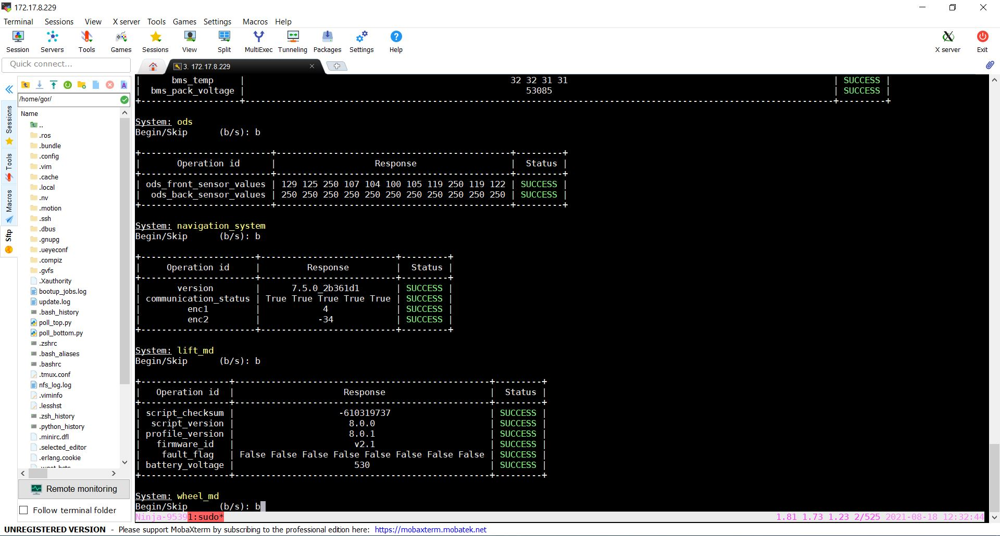 172.17.8.229
Terminal Sessions View X server Tools Games Settings Macros Help
Session Servers Tools Games Sessions View Split MultiExec Tunneling Packages Settings Help X server Exit
Quick connect...
3. 172.17.8.229
/home/gor/
Name
..
.ros
.bundle
.config
.vim
.cache
.local
.nv
.motion
.ssh
.dbus
.gnupg
.ueyeconf
.compiz
.gvfs
.Xauthority
bootup_jobs.log
update.log
.bash_history
poll_top.py
poll_bottom.py
.zshrc
.bash_aliases
.bashrc
.tmux.conf
nfs_log.log
.viminfo
.lesshst
.zsh_history
.python_history
.minirc.dfl
.selected_editor
.erlang.cookie
Sessions
Tools
Macros
Sftp
Remote monitoring
Follow terminal folder
| bms_temp | 32 32 31 31 | SUCCESS |
| bms_pack_voltage | 53085 | SUCCESS |
System: ods
Begin/Skip (b/s): b
| Operation id | Response | Status |
| ods_front_sensor_values | 129 125 250 107 104 100 105 119 250 119 122 | SUCCESS |
| ods_back_sensor_values | 250 250 250 250 250 250 250 250 250 250 250 | SUCCESS |
System: navigation_system
Begin/Skip (b/s): b
| Operation id | Response | Status |
| version | 7.5.0_2b361d1 | SUCCESS |
| communication_status | True True True True True | SUCCESS |
| enc1 | 4 | SUCCESS |
| enc2 | -34 | SUCCESS |
System: lift_md
Begin/Skip (b/s): b
| Operation id | Response | Status |
| script_checksum | -610319737 | SUCCESS |
| script_version | 8.0.0 | SUCCESS |
| profile_version | 8.0.1 | SUCCESS |
| firmware_id | v2.1 | SUCCESS |
| fault_flag | False False False False False False False False | SUCCESS |
| battery_voltage | 530 | SUCCESS |
System: wheel_md
Begin/Skip (b/s): b
Ninja-9539 1:sudo* 1.81 1.73 1.23 2/525 2021-08-18 12:32:44
UNREGISTERED VERSION - Please support MobaXterm by subscribing to the professional edition here: https://mobaxterm.mobatek.net